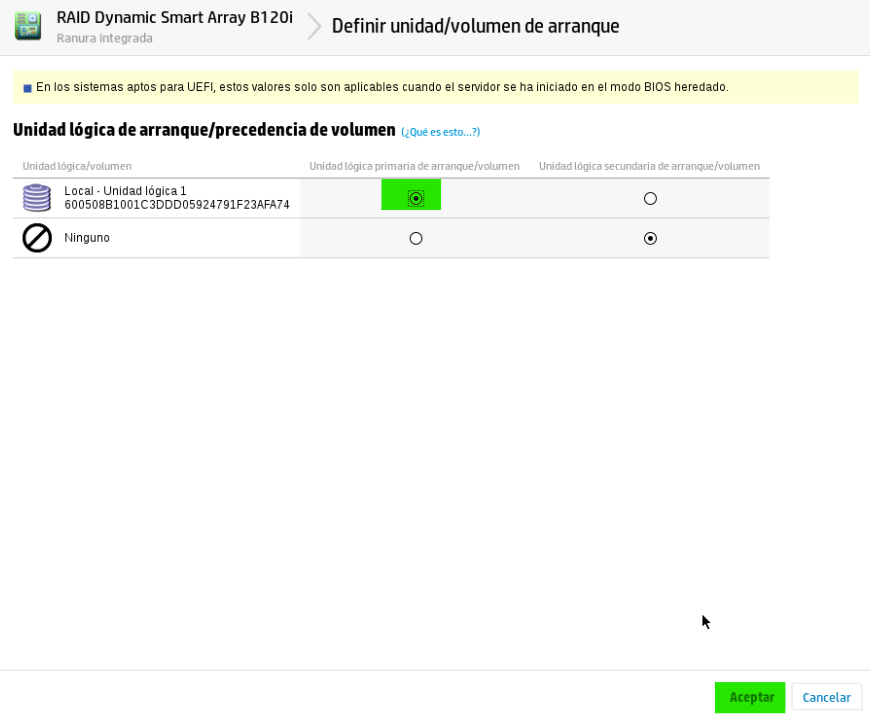 RAID Dynamic Smart Array B120i
Ranura integrada
Definir unidad/volumen de arranque
En los sistemas aptos para UEFI, estos valores solo son aplicables cuando el servidor se ha iniciado en el modo BIOS heredado.
Unidad lógica de arranque/precedencia de volumen (¿Qué es esto...?)
Unidad lógica/volumen Unidad lógica primaria de arranque/volumen Unidad lógica secundaria de arranque/volumen
Local - Unidad lógica 1
600508B1001C3DDD05924791F23AFA74
Ninguno
Aceptar Cancelar